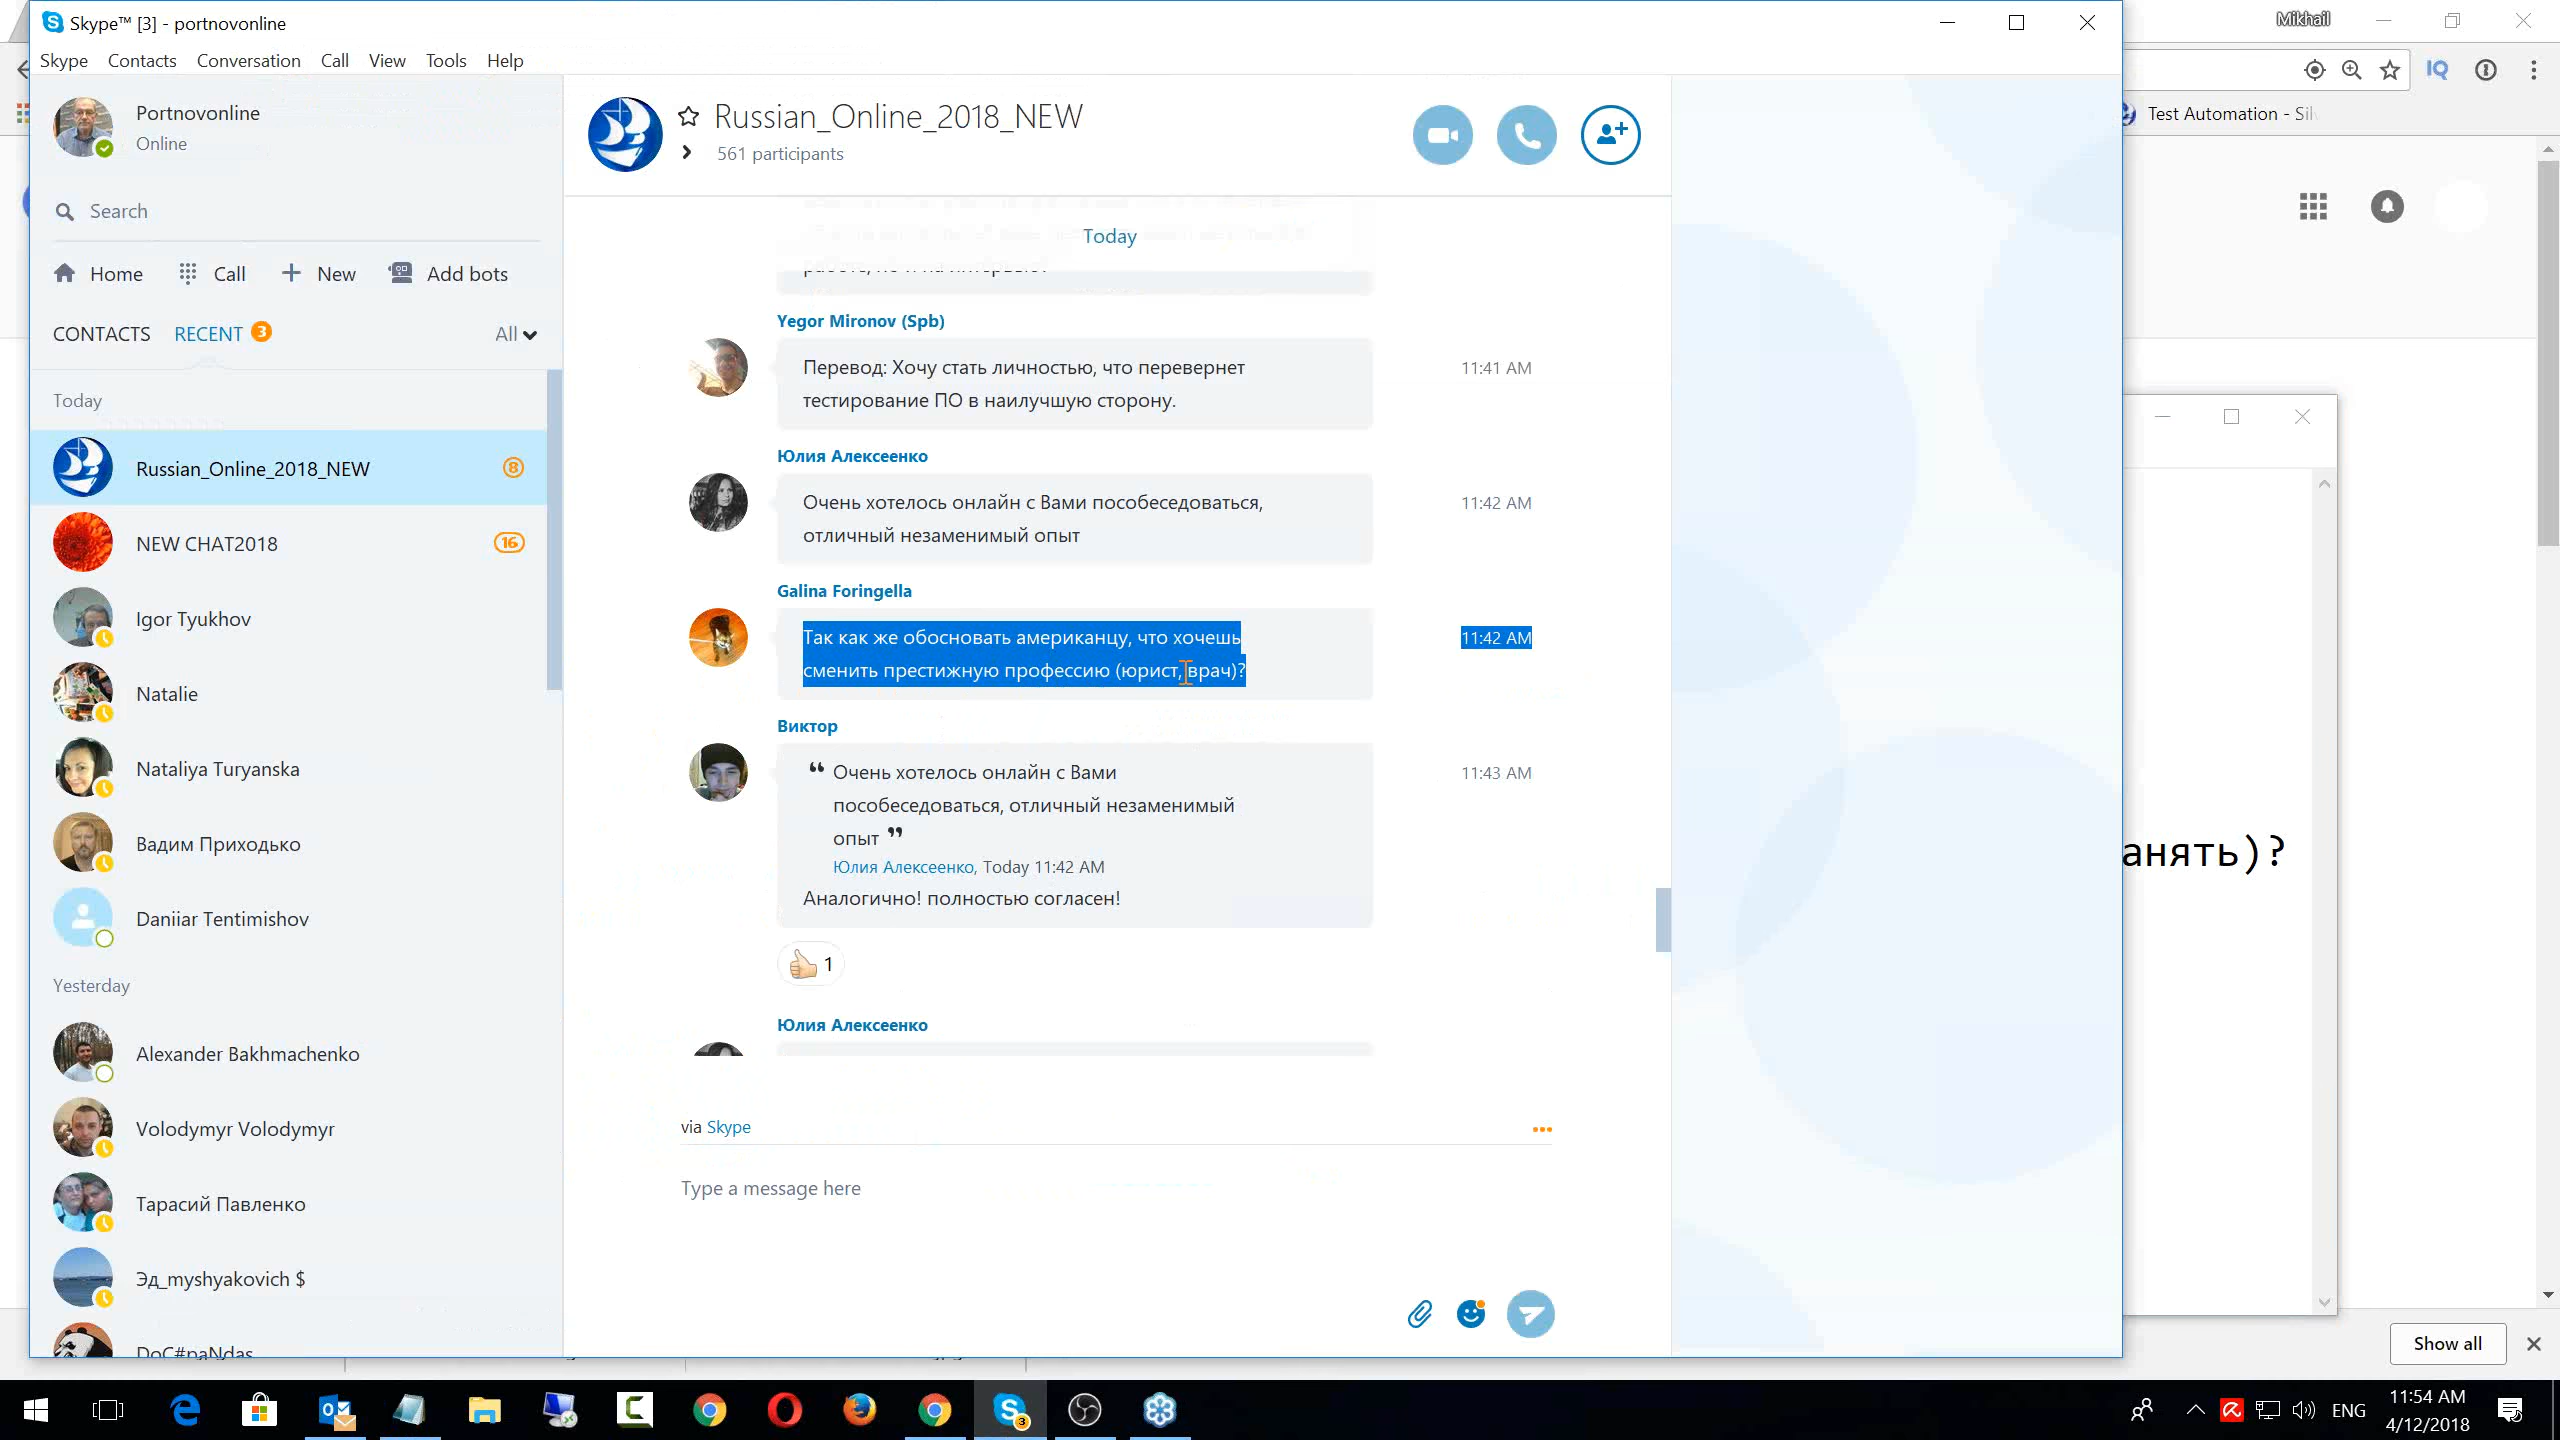 Skype™ [3] - portnovonline
Mikhail
Skype Contacts Conversation Call View Tools Help
IQ
Test Automation - Sil
Portnovonline
Online
Search
Home Call New Add bots
CONTACTS RECENT 3 All
Today
Russian_Online_2018_NEW 8
NEW CHAT2018 16
Igor Tyukhov
Natalie
Nataliya Turyanska
Вадим Приходько
Daniiar Tentimishov
Yesterday
Alexander Bakhmachenko
Volodymyr Volodymyr
Тарасий Павленко
Эд_myshyakovich $
DoC#paNdas
Russian_Online_2018_NEW
561 participants
Today
Yegor Mironov (Spb)
Перевод: Хочу стать личностью, что перевернет 11:41 AM
тестирование ПО в наилучшую сторону.
Юлия Алексеенко
Очень хотелось онлайн с Вами пособеседоваться, 11:42 AM
отличный незаменимый опыт
Galina Foringella
Так как же обосновать американцу, что хочешь 11:42 AM
сменить престижную профессию (юрист, врач)?
Виктор
“ Очень хотелось онлайн с Вами 11:43 AM
пособеседоваться, отличный незаменимый
опыт ”
Юлия Алексеенко, Today 11:42 AM
Аналогично! полностью согласен!
1
Юлия Алексеенко
via Skype
Type a message here
анять)?
Show all
ENG
11:54 AM
4/12/2018